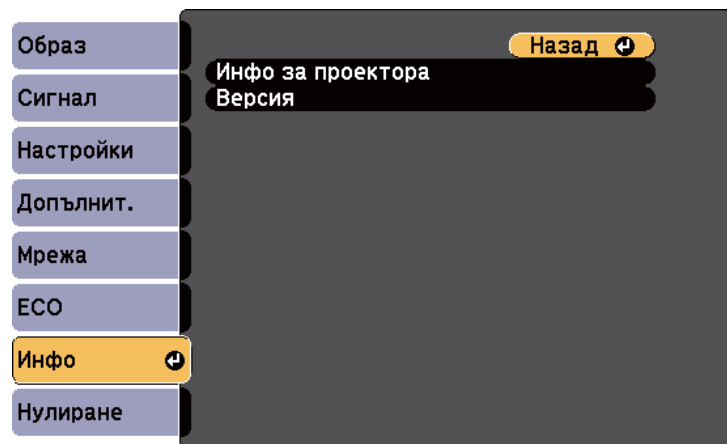 Образ
Сигнал
Настройки
Допълнит.
Мрежа
ECO
Инфо
Нулиране
Назад
Инфо за проектора
Версия